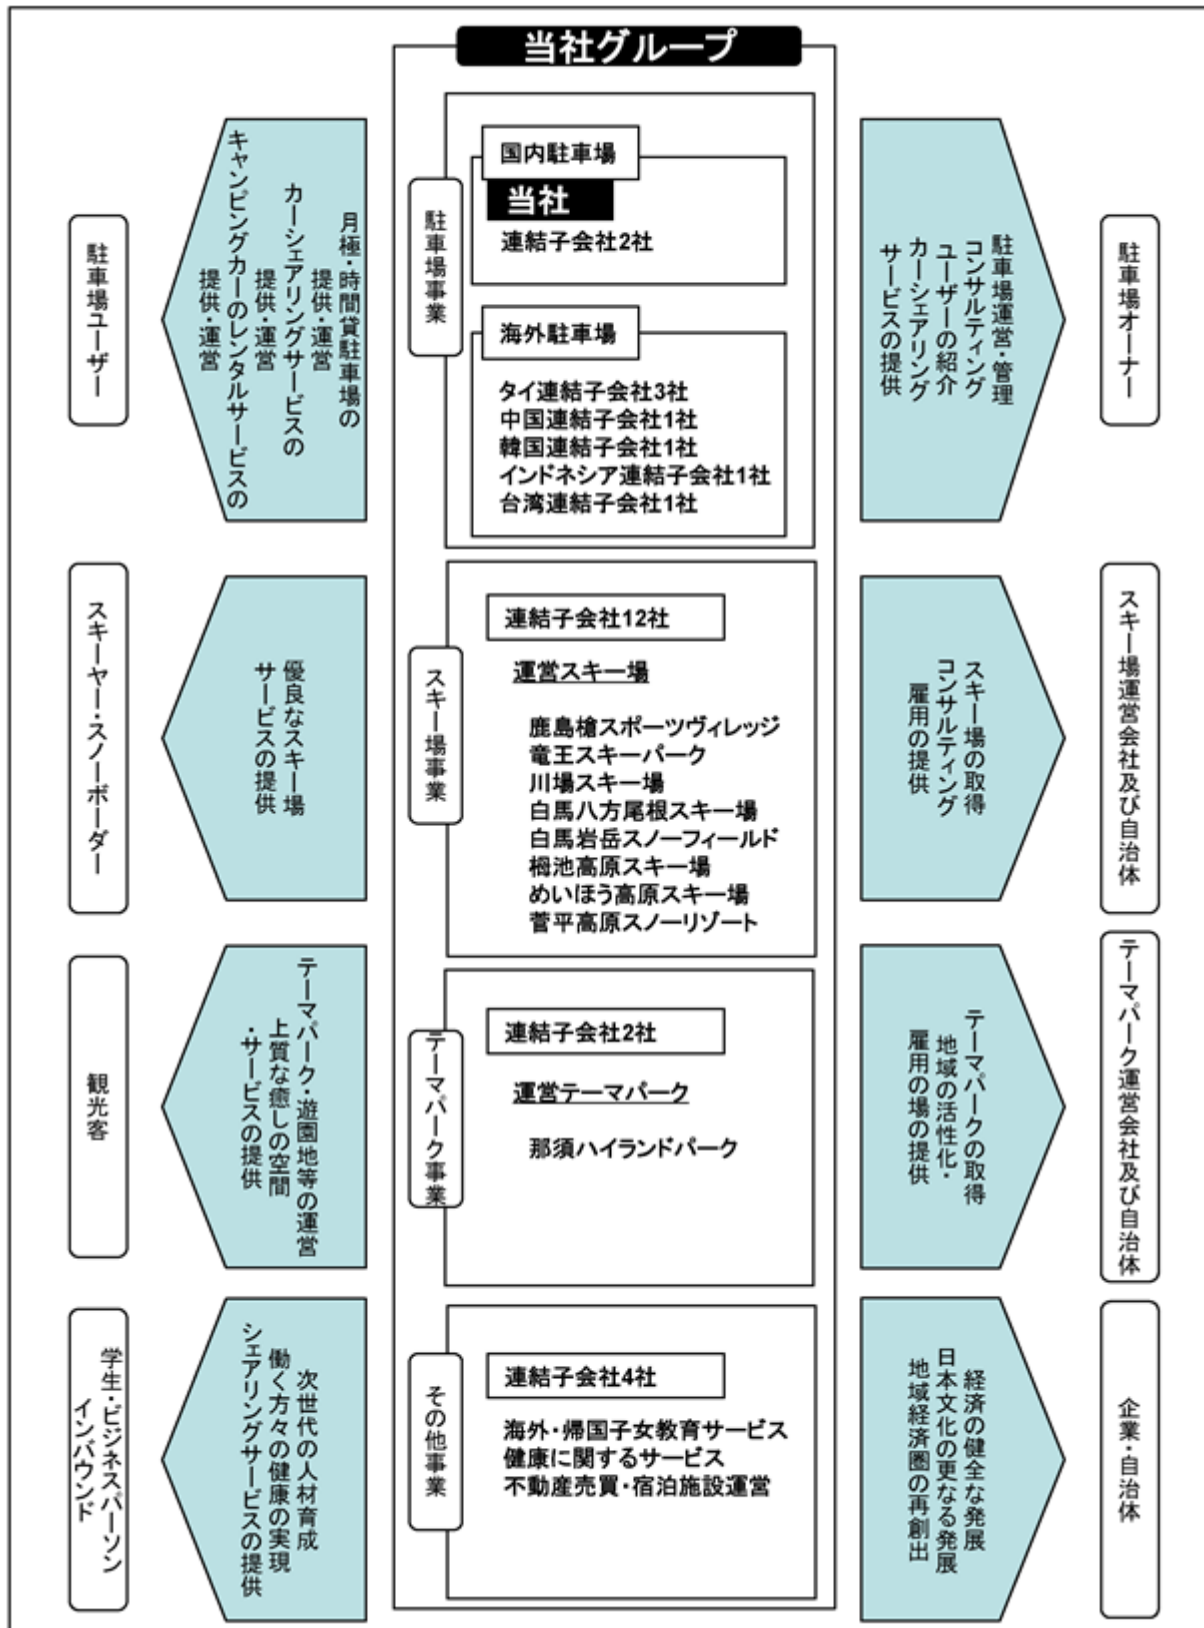 当社グループ
駐車場ユーザー
月極・時間貸駐車場の
提供・運営
カーシェアリングサービスの
提供・運営
キャンピングカーのレンタルサービスの
提供・運営
駐車場事業
国内駐車場
当社
連結子会社2社
海外駐車場
タイ連結子会社3社
中国連結子会社1社
韓国連結子会社1社
インドネシア連結子会社1社
台湾連結子会社1社
駐車場運営・管理
コンサルティング
ユーザーの紹介
カーシェアリング
サービスの提供
駐車場オーナー
スキーヤー・スノーボーダー
優良なスキー場
サービスの提供
スキー場事業
連結子会社12社
運営スキー場
鹿島槍スポーツヴィレッジ
竜王スキーパーク
川場スキー場
白馬八方尾根スキー場
白馬岩岳スノーフィールド
栂池高原スキー場
めいほう高原スキー場
菅平高原スノーリゾート
スキー場の取得
コンサルティング
雇用の提供
スキー場運営会社及び自治体
観光客
テーマパーク・遊園地等の運営
上質な癒しの空間
・サービスの提供
テーマパーク事業
連結子会社2社
運営テーマパーク
那須ハイランドパーク
テーマパークの取得
地域の活性化・
雇用の場の提供
テーマパーク運営会社及び自治体
学生・ビジネスパーソン
インバウンド
次世代の人材育成
働く方々の健康の実現
シェアリングサービスの提供
その他事業
連結子会社4社
海外・帰国子女教育サービス
健康に関するサービス
不動産売買・宿泊施設運営
経済の健全な発展
日本文化の更なる発展
地域経済圏の再創出
企業・自治体